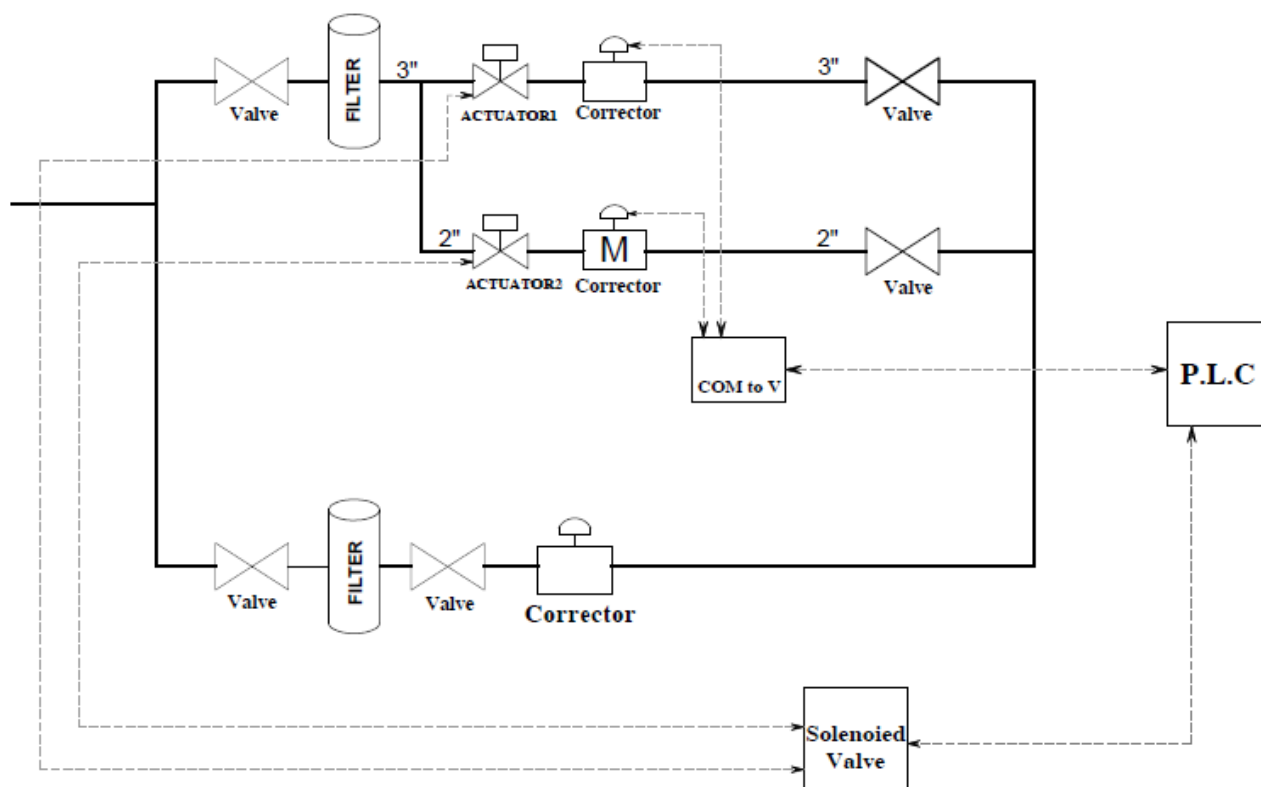 FILTER
3"
3"
Valve
ACTUATOR1
Corrector
Valve
2"
M
2"
ACTUATOR2
Corrector
Valve
COM to V
P.L.C
FILTER
Valve
Valve
Corrector
Solenoied
Valve